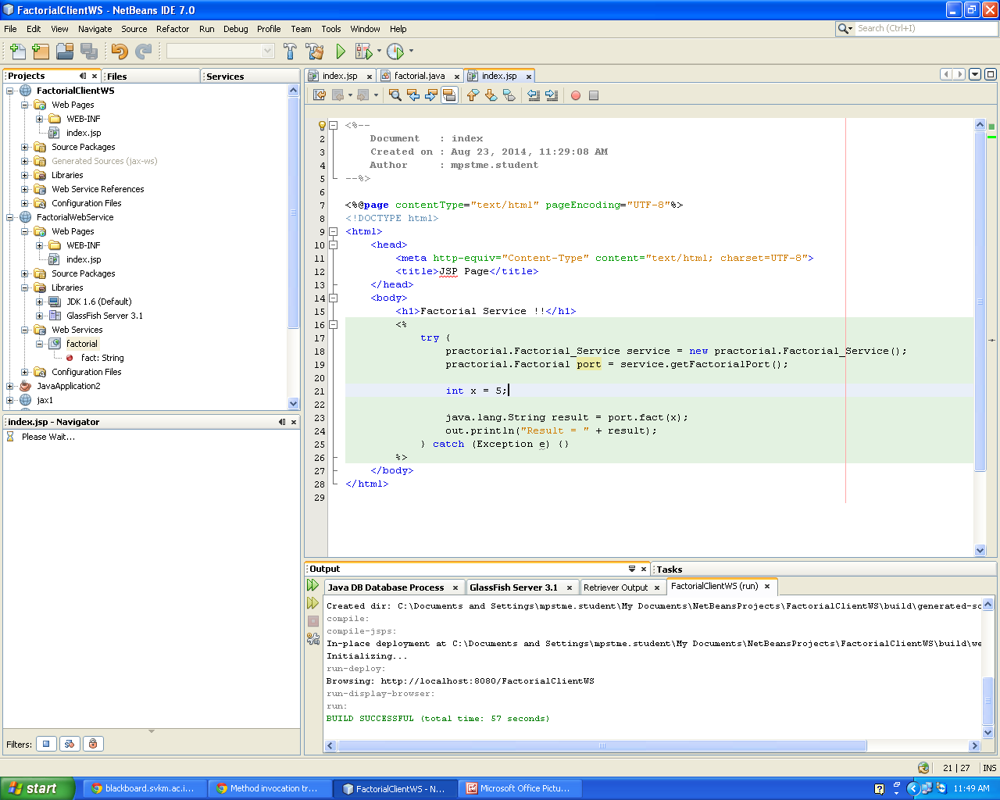 FactorialClientWS - NetBeans IDE 7.0
File Edit View Navigate Source Refactor Run Debug Profile Team Tools Window Help
Search (Ctrl+I)
Projects Files Services
FactorialClientWS
Web Pages
WEB-INF
index.jsp
Source Packages
Generated Sources (jax-ws)
Libraries
Web Service References
Configuration Files
FactorialWebService
Web Pages
WEB-INF
index.jsp
Source Packages
Libraries
JDK 1.6 (Default)
GlassFish Server 3.1
Web Services
factorial
fact: String
Configuration Files
JavaApplication2
jax1
index.jsp - Navigator
Please Wait...
Filters:
index.jsp factorial.java index.jsp
<%--
2 Document : index
3 Created on : Aug 23, 2014, 11:29:08 AM
4 Author : mpstme.student
5 --%>
6
7 <%@page contentType="text/html" pageEncoding="UTF-8"%>
8 <!DOCTYPE html>
9 <html>
10 <head>
11 <meta http-equiv="Content-Type" content="text/html; charset=UTF-8">
12 <title>JSP Page</title>
13 </head>
14 <body>
15 <h1>Factorial Service !!</h1>
16 <%
17 try {
18 practorial.Factorial_Service service = new practorial.Factorial_Service();
19 practorial.Factorial port = service.getFactorialPort();
20
21 int x = 5;
22
23 java.lang.String result = port.fact(x);
24 out.println("Result = " + result);
25 } catch (Exception e) {}
26 %>
27 </body>
28 </html>
29
Output Tasks
Java DB Database Process GlassFish Server 3.1 Retriever Output FactorialClientWS (run)
Created dir: C:\Documents and Settings\mpstme.student\My Documents\NetBeansProjects\FactorialClientWS\build\generated-so
compile:
compile-jsps:
In-place deployment at C:\Documents and Settings\mpstme.student\My Documents\NetBeansProjects\FactorialClientWS\build\we
Initializing...
run-deploy:
Browsing: http://localhost:8080/FactorialClientWS
run-display-browser:
run:
BUILD SUCCESSFUL (total time: 57 seconds)
21 | 27 INS
start blackboard.svkm.ac.i... Method invocation tr... FactorialClientWS - N... Microsoft Office Pictu... 11:49 AM